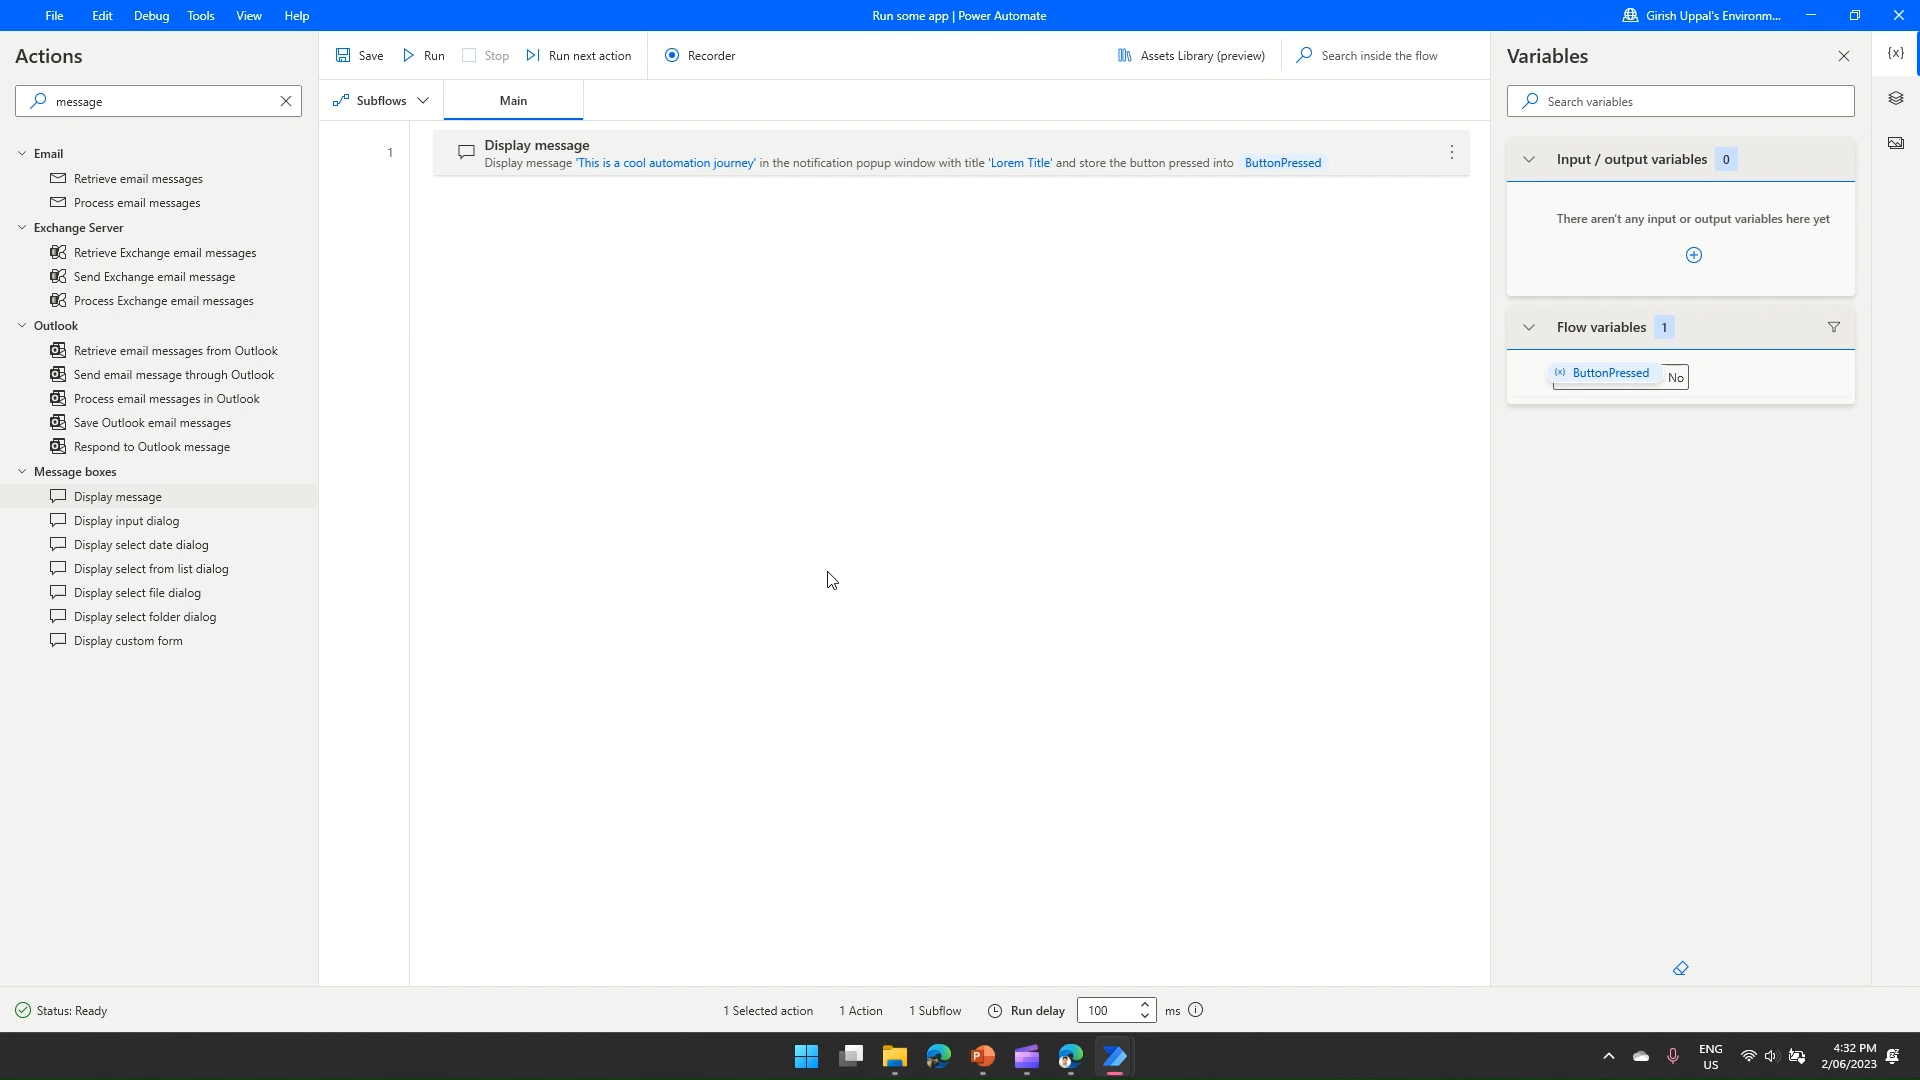 File Edit Debug Tools View Help
Run some app | Power Automate
Girish Uppal's Environm...
Actions
message
Email
Retrieve email messages
Process email messages
Exchange Server
Retrieve Exchange email messages
Send Exchange email message
Process Exchange email messages
Outlook
Retrieve email messages from Outlook
Send email message through Outlook
Process email messages in Outlook
Save Outlook email messages
Respond to Outlook message
Message boxes
Display message
Display input dialog
Display select date dialog
Display select from list dialog
Display select file dialog
Display select folder dialog
Display custom form
Save Run Stop Run next action Recorder
Assets Library (preview)
Search inside the flow
Subflows
Main
1
Display message
Display message 'This is a cool automation journey' in the notification popup window with title 'Lorem Title' and store the button pressed into ButtonPressed
Variables
Search variables
{x}
Input / output variables 0
There aren't any input or output variables here yet
Flow variables 1
(x) ButtonPressed No
Status: Ready
1 Selected action
1 Action
1 Subflow
Run delay
100
ms
ENG
US
4:32 PM
2/06/2023